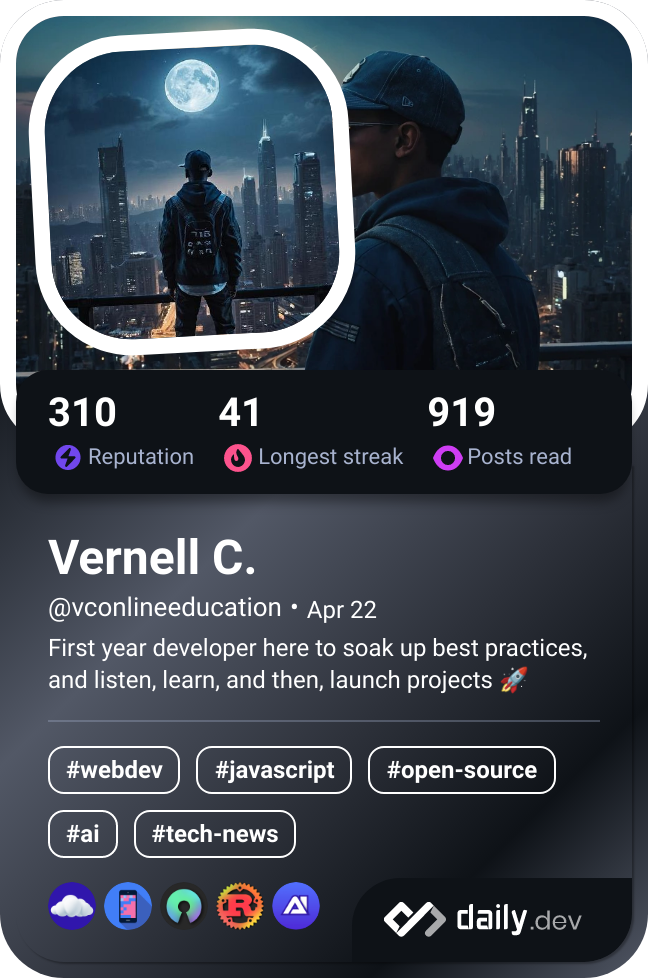 310
41
919
Reputation
Longest streak
Posts read
Vernell C.
@vconlineeducation • Apr 22
First year developer here to soak up best practices,
and listen, learn, and then, launch projects 🚀
#webdev
#javascript
#open-source
#ai
#tech-news
R
AI
daily.dev